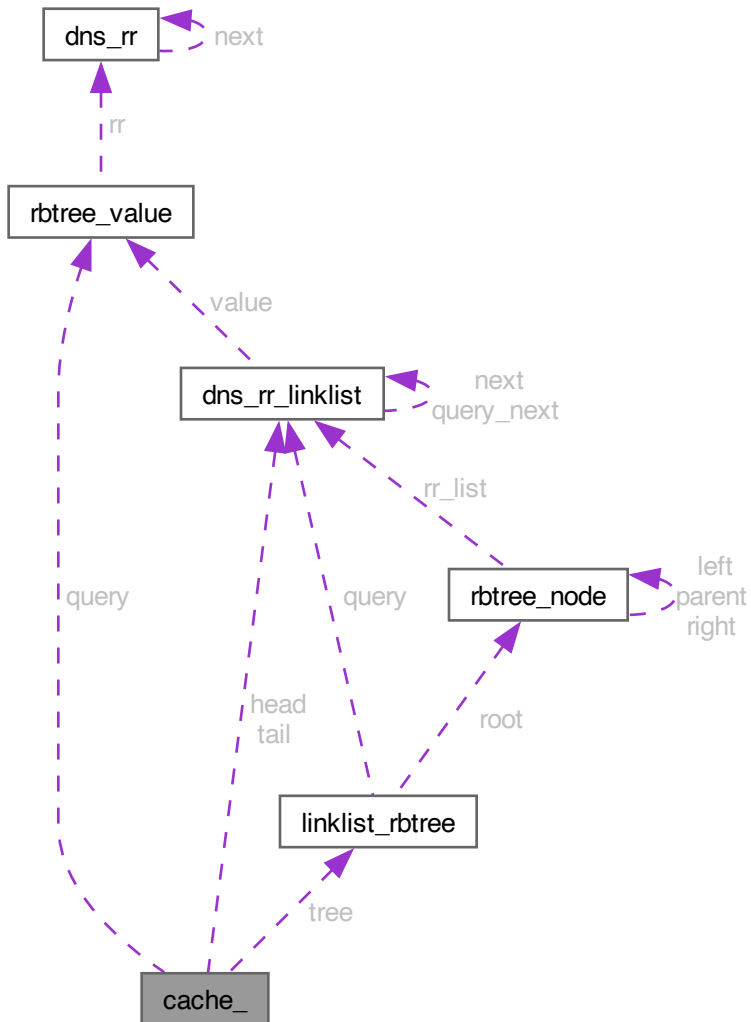 dns_rr
next
rr
rbtree_value
value
dns_rr_linklist
next
query_next
rr_list
query
query
rbtree_node
left
parent
right
head
tail
root
linklist_rbtree
tree
cache_